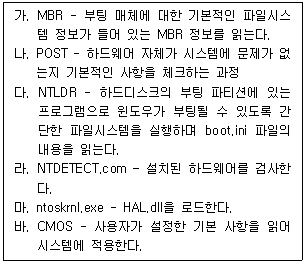 가. MBR - 부팅 매체에 대한 기본적인 파일시스
템 정보가 들어 있는 MBR 정보를 읽는다.
나. POST - 하드웨어 자체가 시스템에 문제가 없
는지 기본적인 사항을 체크하는 과정
다. NTLDR - 하드디스크의 부팅 파티션에 있는
프로그램으로 윈도우가 부팅될 수 있도록 간
단한 파일시스템을 실행하며 boot.ini 파일의
내용을 읽는다.
라. NTDETECT.com - 설치된 하드웨어를 검사한
다.
마. ntoskrnl.exe - HAL.dll을 로드한다.
바. CMOS - 사용자가 설정한 기본 사항을 읽어
시스템에 적용한다.